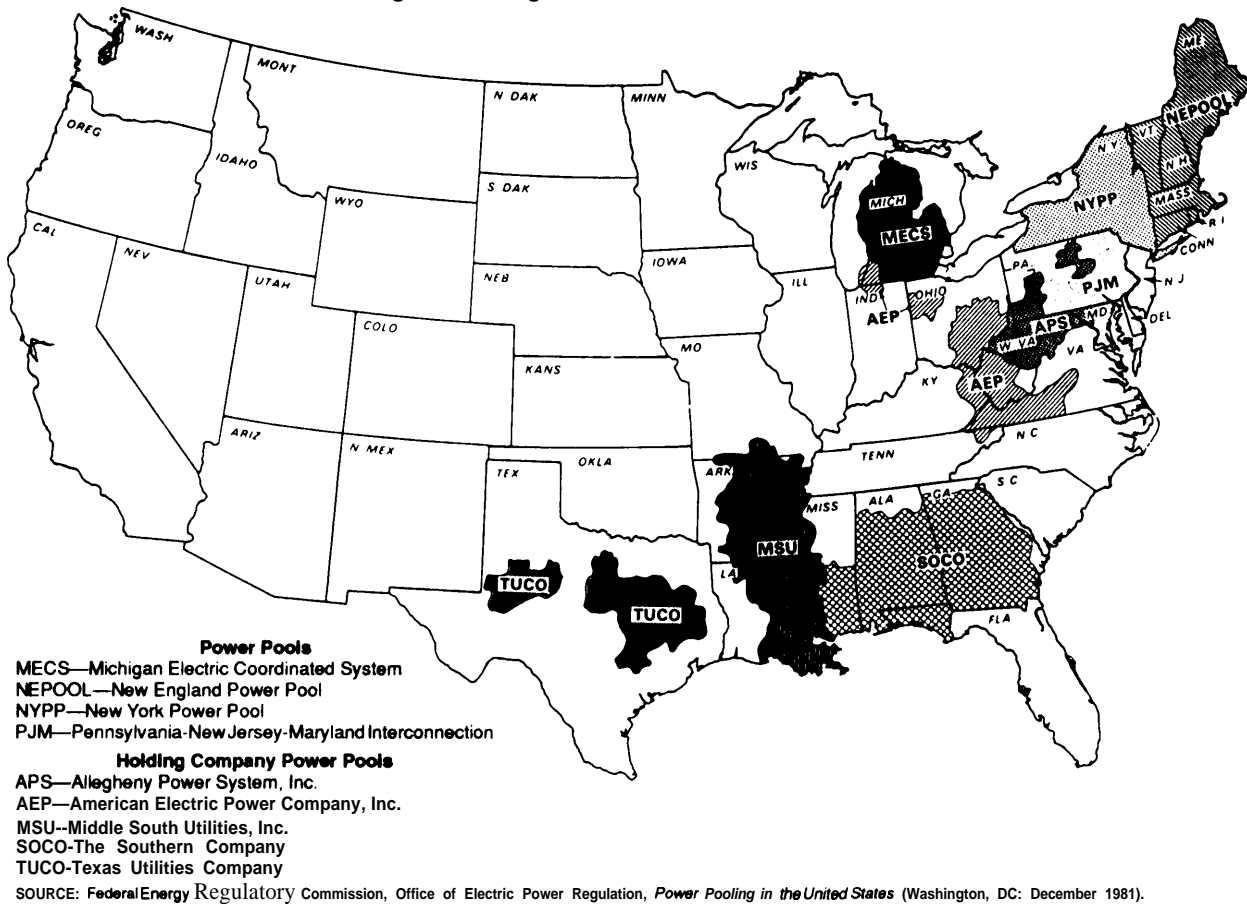 WASH
MONT
N DAK
MINN
ME
OREG
IDAHO
S DAK
WIS
MICH
MECS
N Y
NYPP
VT
NEPOOL
N H
MASS
R I
CONN
WYO
CAL
NEV
UTAH
NEB
IOWA
ILL
IND
OHIO
AEP
PA.
PJM
N J
DEL
MD
APS
W VA
VA
COLO
KANS
MO
KY
AEP
N C
ARIZ
N MEX
TEX
OKLA
ARK
TENN
S C
MISS
ALA
GA
MSU
SOCO
LA
TUCO
TUCO
FLA
Power Pools
MECS—Michigan Electric Coordinated System
NEPOOL—New England Power Pool
NYPP—New York Power Pool
PJM—Pennsylvania-New Jersey-Maryland Interconnection
Holding Company Power Pools
APS—Allegheny Power System, Inc.
AEP—American Electric Power Company, Inc.
MSU--Middle South Utilities, Inc.
SOCO-The Southern Company
TUCO-Texas Utilities Company
SOURCE: Federal Energy Regulatory Commission, Office of Electric Power Regulation, Power Pooling in the United States (Washington, DC: December 1981).